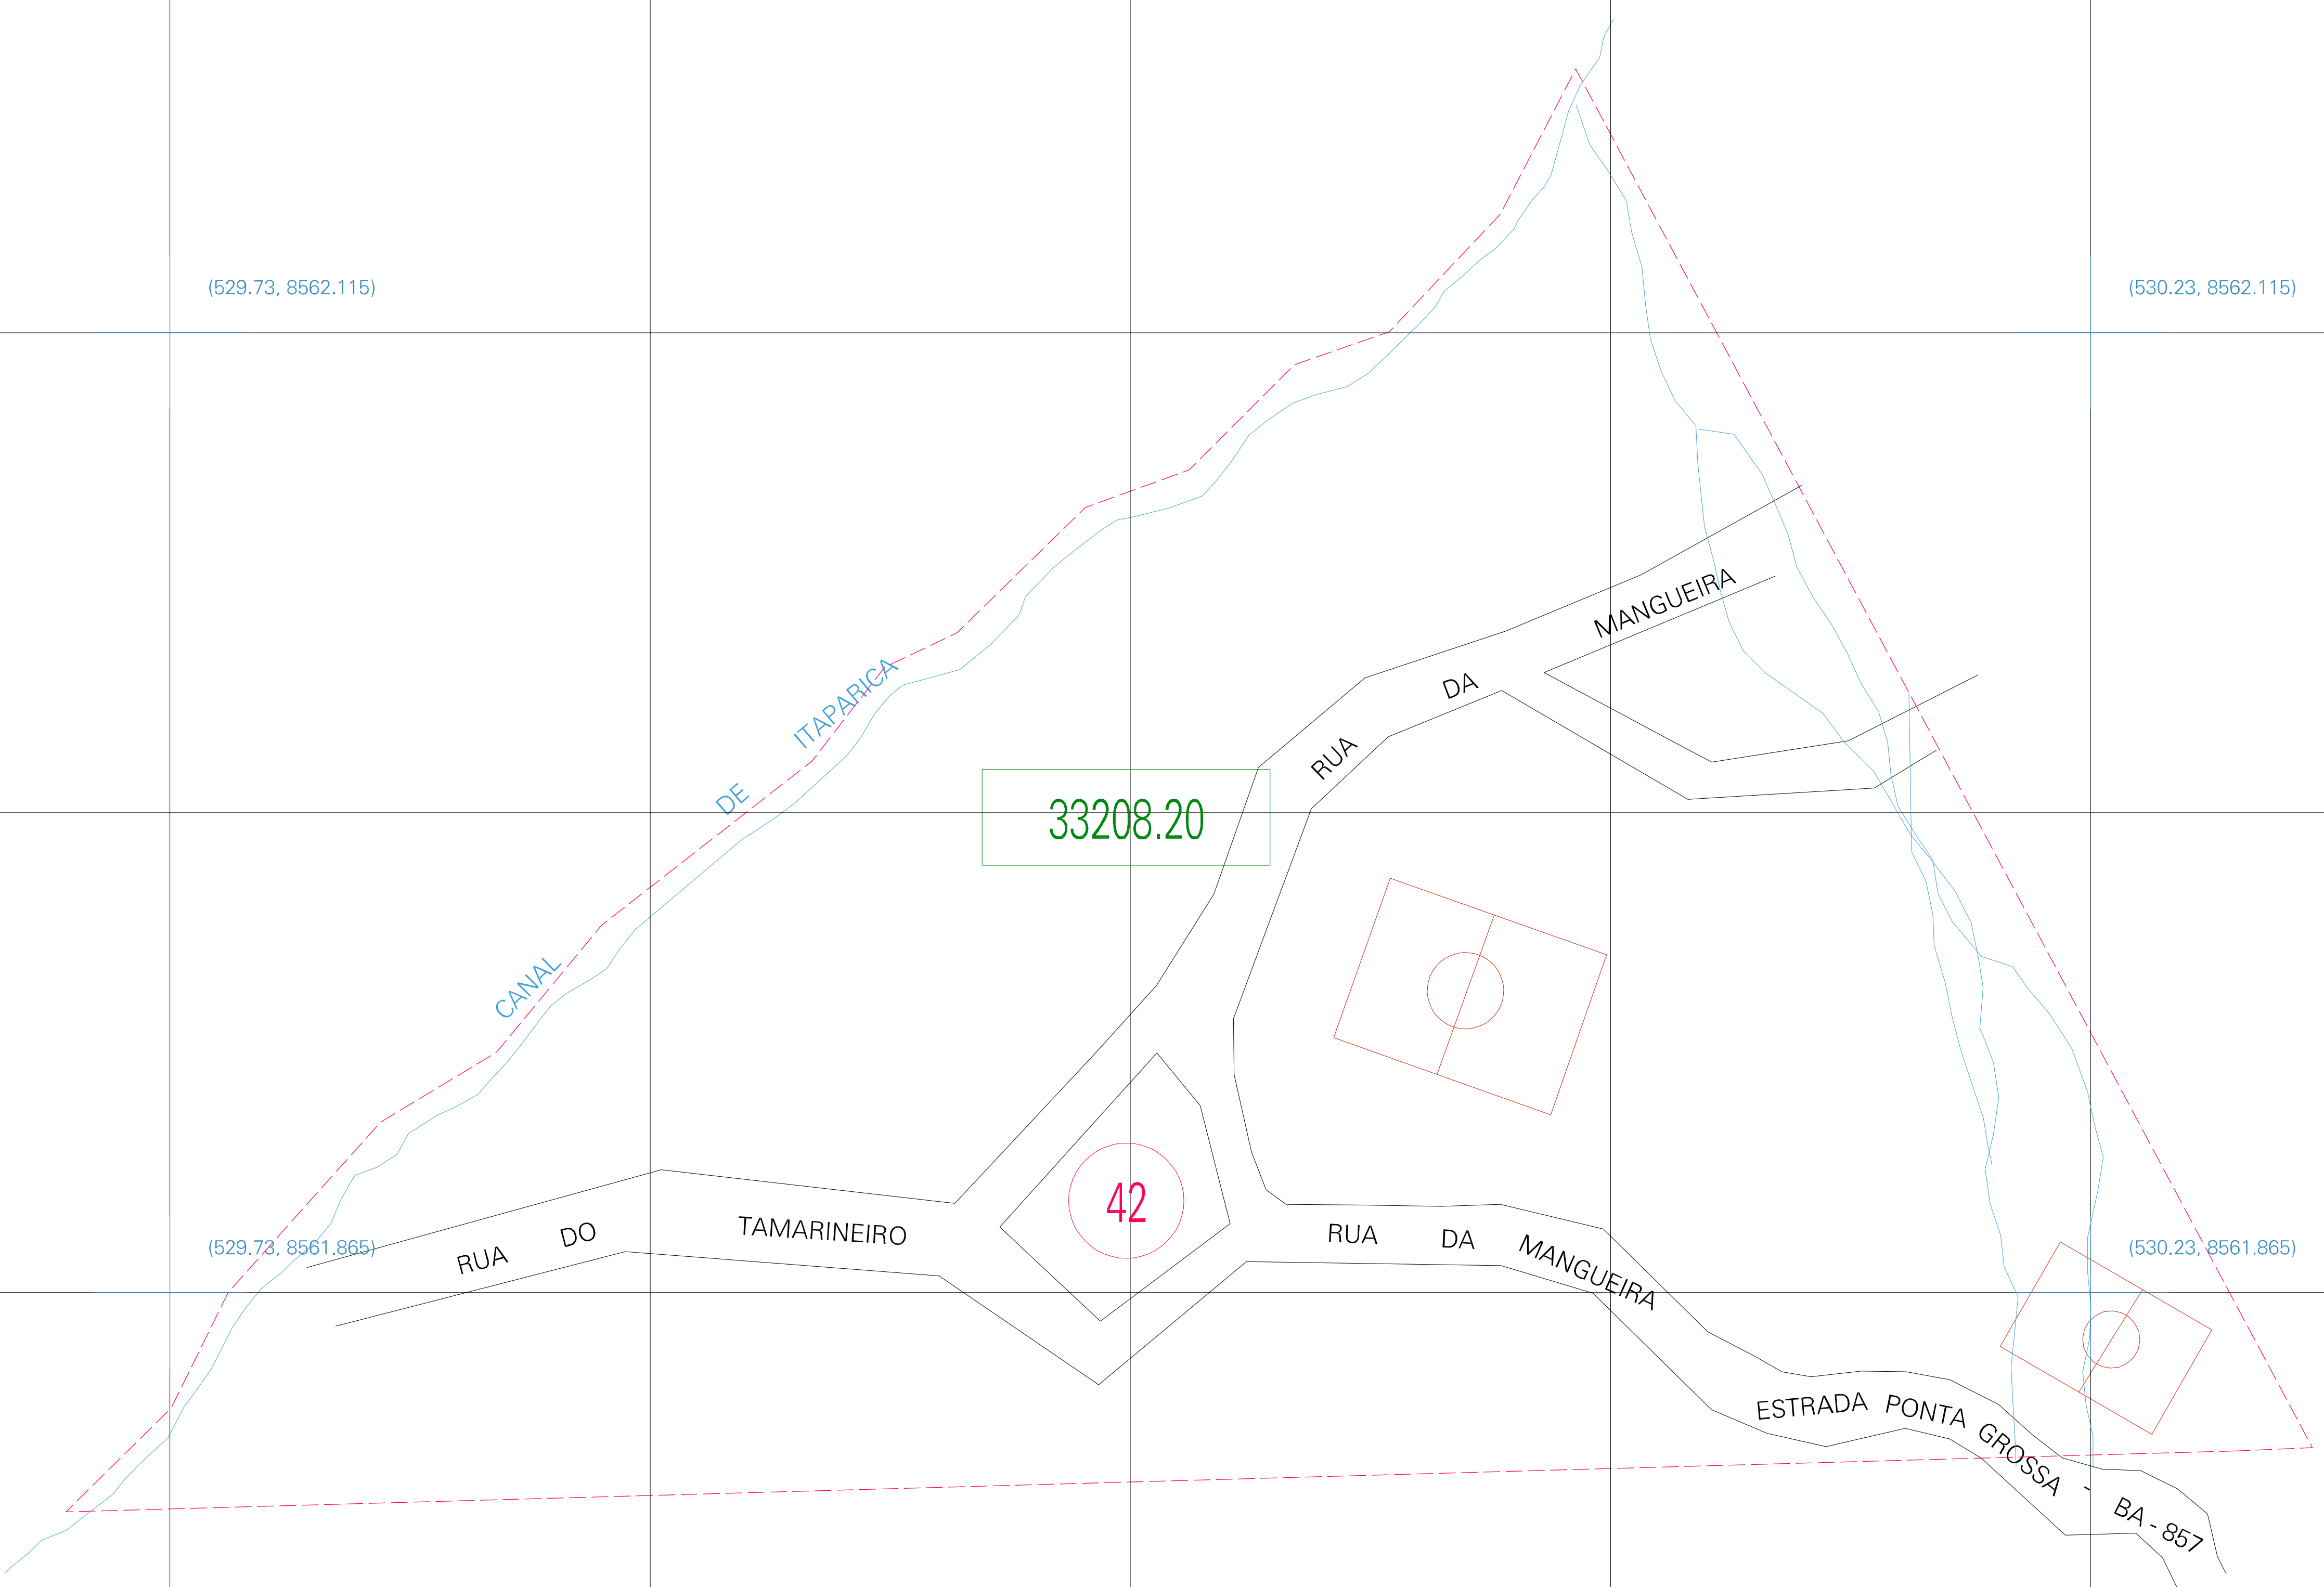 (529.73, 8562.115)
(530.23, 8562.115)
RUA DA MANGUEIRA
CANAL DE ITAPARICA
33208.20
42
RUA DO TAMARINEIRO
RUA DA MANGUEIRA
(529.73, 8561.865)
(530.23, 8561.865)
ESTRADA PONTA GROSSA - BA - 857